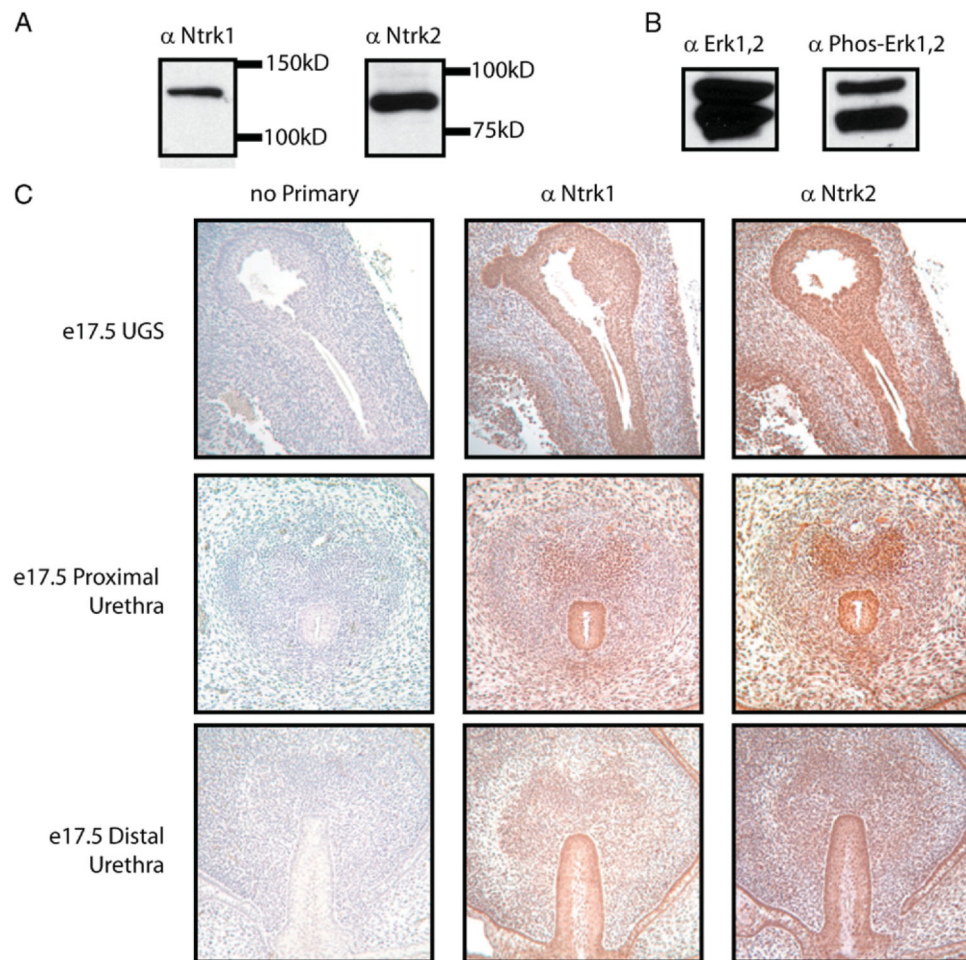 A
α Ntrk1
150kD
100kD
α Ntrk2
100kD
75kD
B
α Erk1,2
α Phos-Erk1,2
C
no Primary
α Ntrk1
α Ntrk2
e17.5 UGS
e17.5 Proximal
Urethra
e17.5 Distal
Urethra